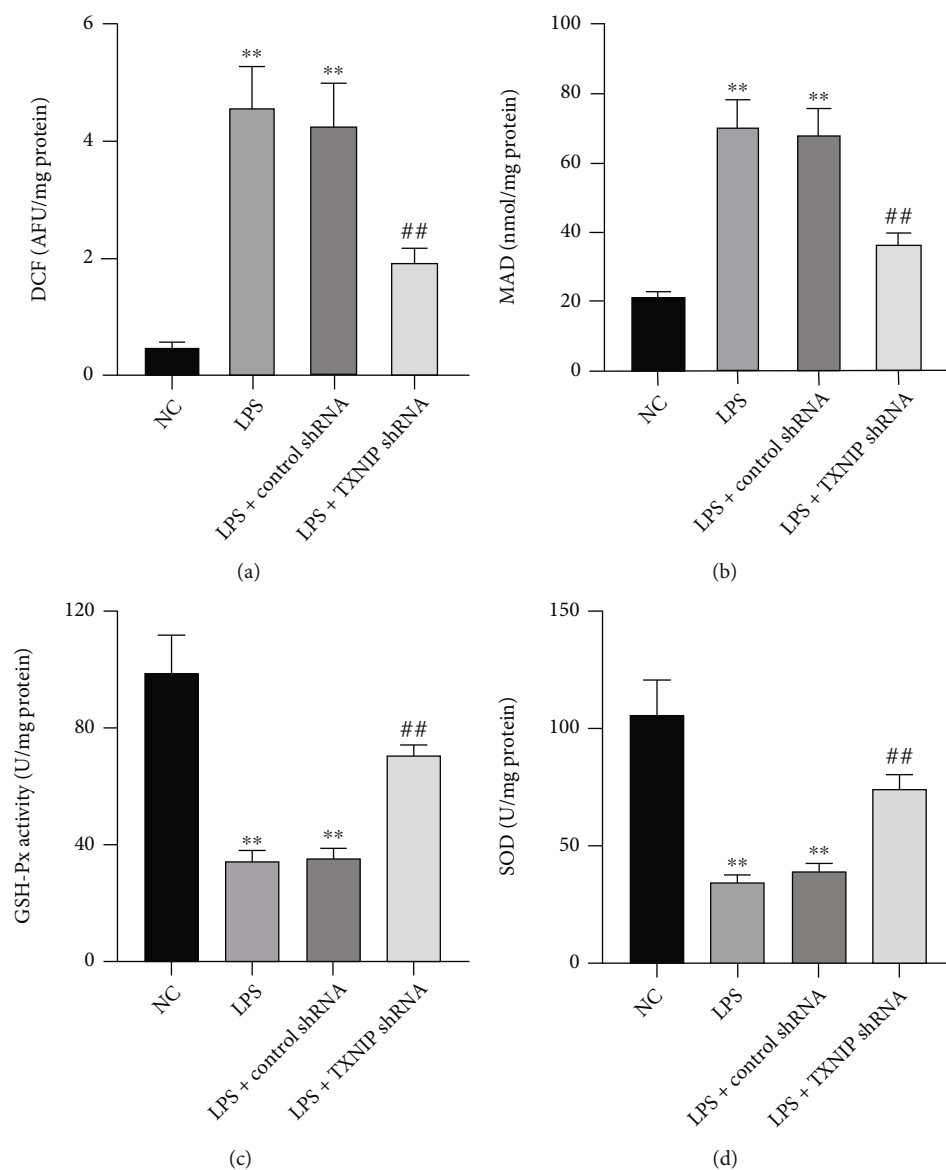 DCF (AFU/mg protein)
6
4
2
0
**
**
##
NC
LPS
LPS + control shRNA
LPS + TXNIP shRNA
(a)
MAD (nmol/mg protein)
100
80
60
40
20
0
**
**
##
NC
LPS
LPS + control shRNA
LPS + TXNIP shRNA
(b)
GSH-Px activity (U/mg protein)
120
80
40
0
**
**
##
NC
LPS
LPS + control shRNA
LPS + TXNIP shRNA
(c)
SOD (U/mg protein)
150
100
50
0
**
**
##
NC
LPS
LPS + control shRNA
LPS + TXNIP shRNA
(d)